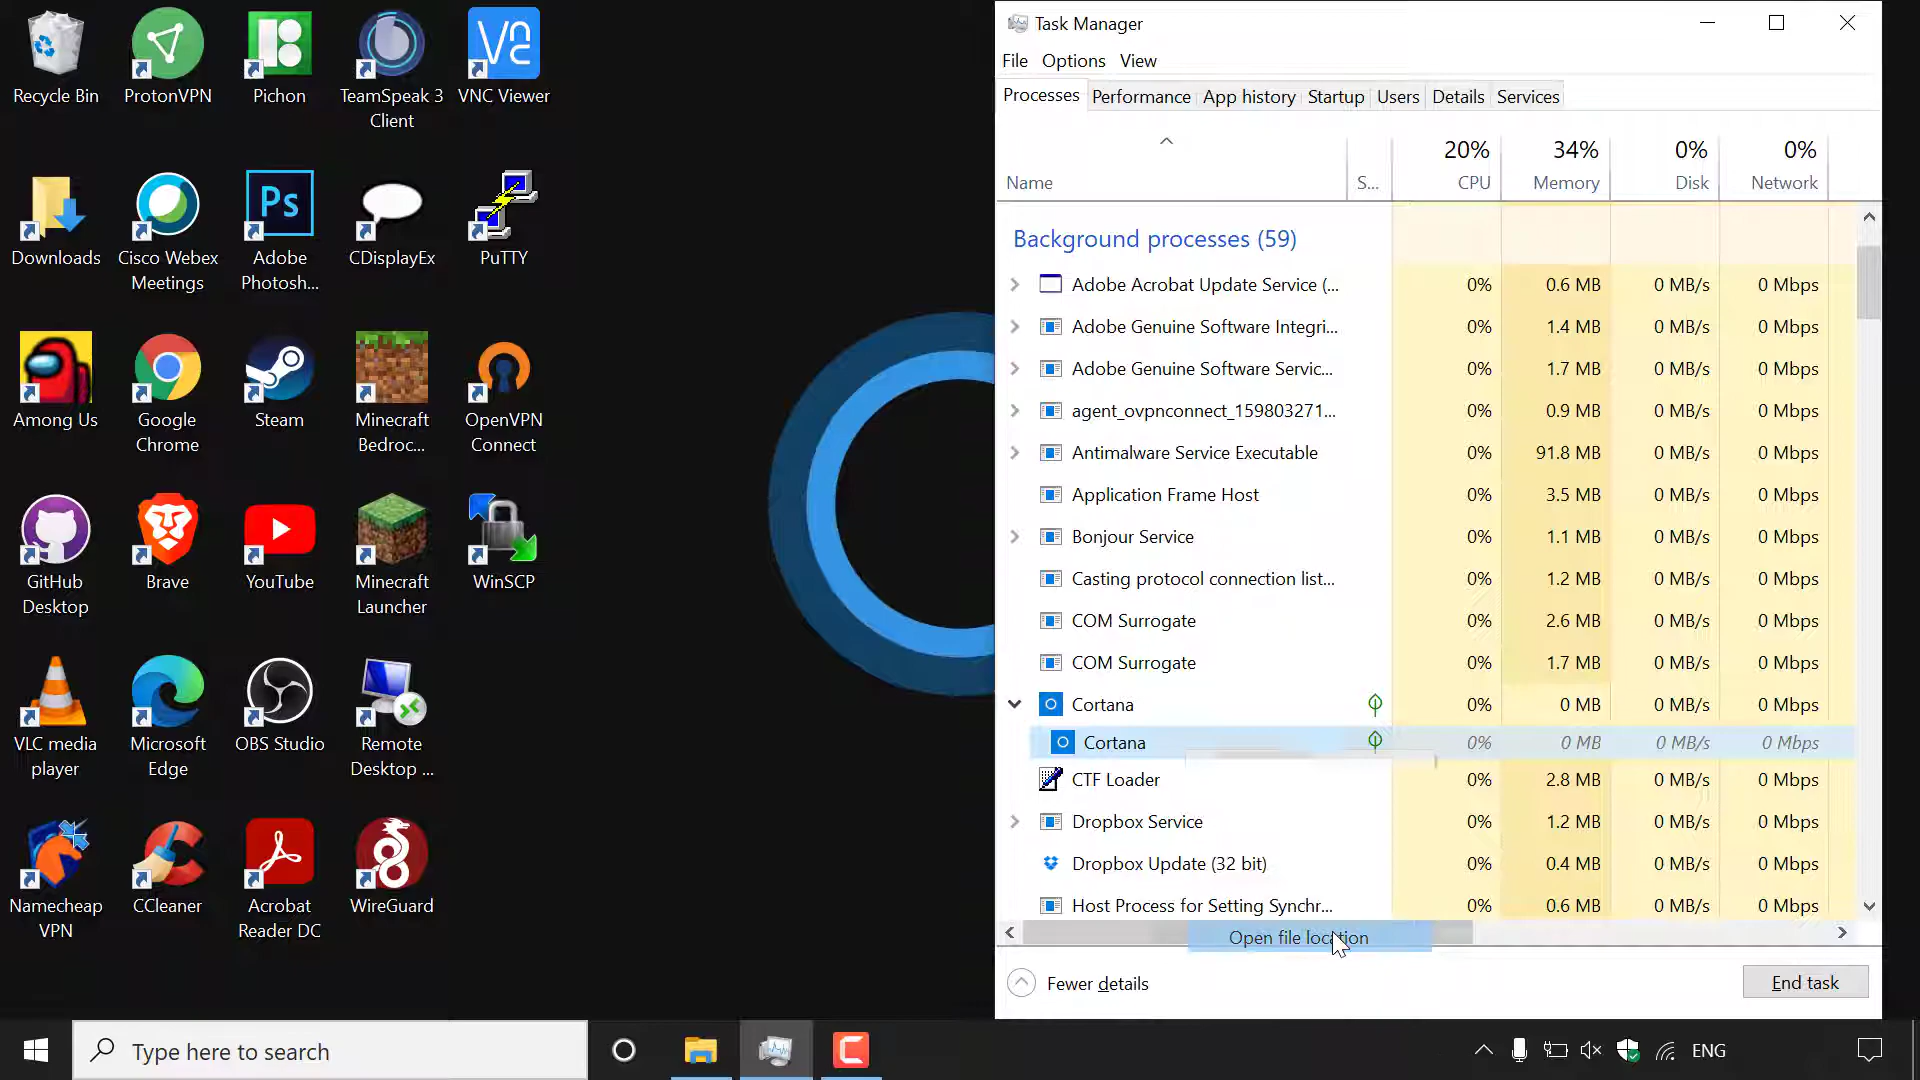 Recycle Bin
ProtonVPN
Pichon
TeamSpeak 3
Client
VNC Viewer
Downloads
Cisco Webex
Meetings
Adobe
Photosh...
CDisplayEx
PuTTY
Among Us
Google
Chrome
Steam
Minecraft
Bedroc...
OpenVPN
Connect
GitHub
Desktop
Brave
YouTube
Minecraft
Launcher
WinSCP
VLC media
player
Microsoft
Edge
OBS Studio
Remote
Desktop ...
Namecheap
VPN
CCleaner
Acrobat
Reader DC
WireGuard
Task Manager
File Options View
Processes Performance App history Startup Users Details Services
20% 34% 0% 0%
Name S... CPU Memory Disk Network
Background processes (59)
Adobe Acrobat Update Service (... 0% 0.6 MB 0 MB/s 0 Mbps
Adobe Genuine Software Integri... 0% 1.4 MB 0 MB/s 0 Mbps
Adobe Genuine Software Servic... 0% 1.7 MB 0 MB/s 0 Mbps
agent_ovpnconnect_159803271... 0% 0.9 MB 0 MB/s 0 Mbps
Antimalware Service Executable 0% 91.8 MB 0 MB/s 0 Mbps
Application Frame Host 0% 3.5 MB 0 MB/s 0 Mbps
Bonjour Service 0% 1.1 MB 0 MB/s 0 Mbps
Casting protocol connection list... 0% 1.2 MB 0 MB/s 0 Mbps
COM Surrogate 0% 2.6 MB 0 MB/s 0 Mbps
COM Surrogate 0% 1.7 MB 0 MB/s 0 Mbps
Cortana 0% 0 MB 0 MB/s 0 Mbps
Cortana 0% 0 MB 0 MB/s 0 Mbps
CTF Loader 0% 2.8 MB 0 MB/s 0 Mbps
Dropbox Service 0% 1.2 MB 0 MB/s 0 Mbps
Dropbox Update (32 bit) 0% 0.4 MB 0 MB/s 0 Mbps
Host Process for Setting Synchr... 0% 0.6 MB 0 MB/s 0 Mbps
Open file location
Fewer details
End task
Type here to search
ENG